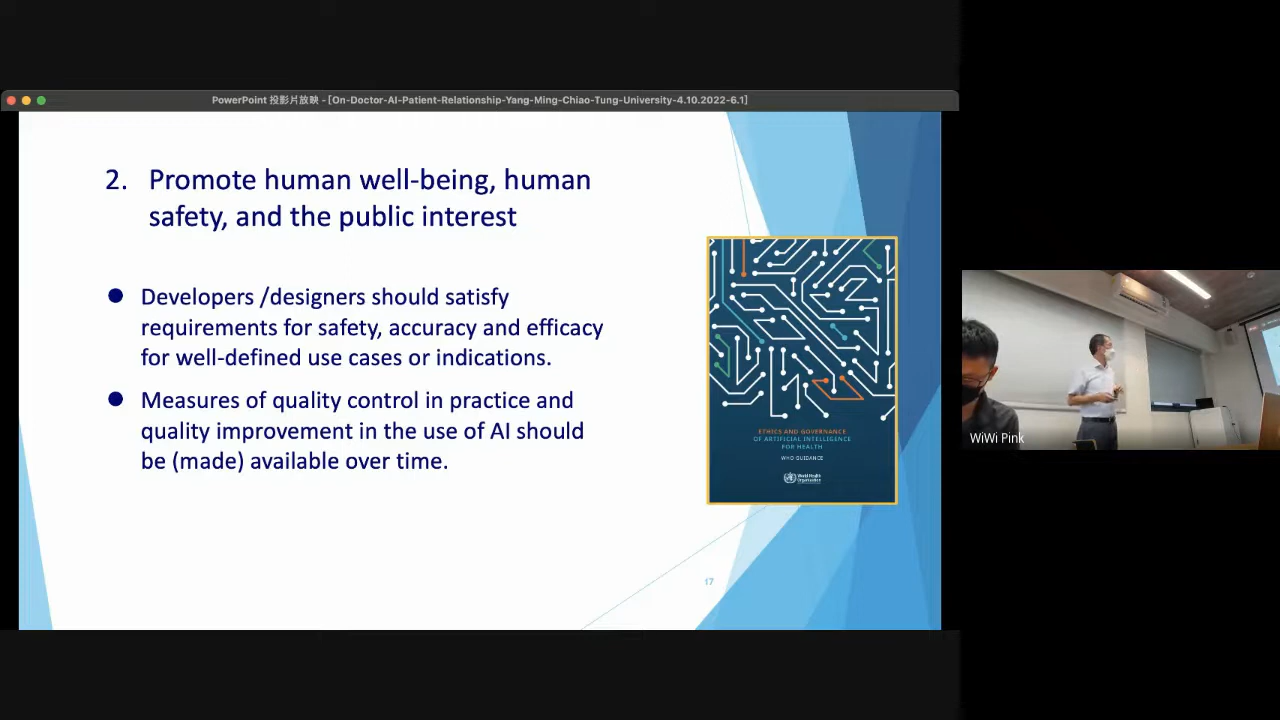 PowerPoint 投影片放映 - [On-Doctor-AI-Patient-Relationship-Yang-Ming-Chiao-Tung-University-4.10.2022-6.1]
2. Promote human well-being, human
safety, and the public interest
● Developers /designers should satisfy
requirements for safety, accuracy and efficacy
for well-defined use cases or indications.
● Measures of quality control in practice and
quality improvement in the use of AI should
be (made) available over time.
ETHICS AND GOVERNANCE
OF ARTIFICIAL INTELLIGENCE
FOR HEALTH
WHO GUIDANCE
World Health
Organization
17
WiWi Pink